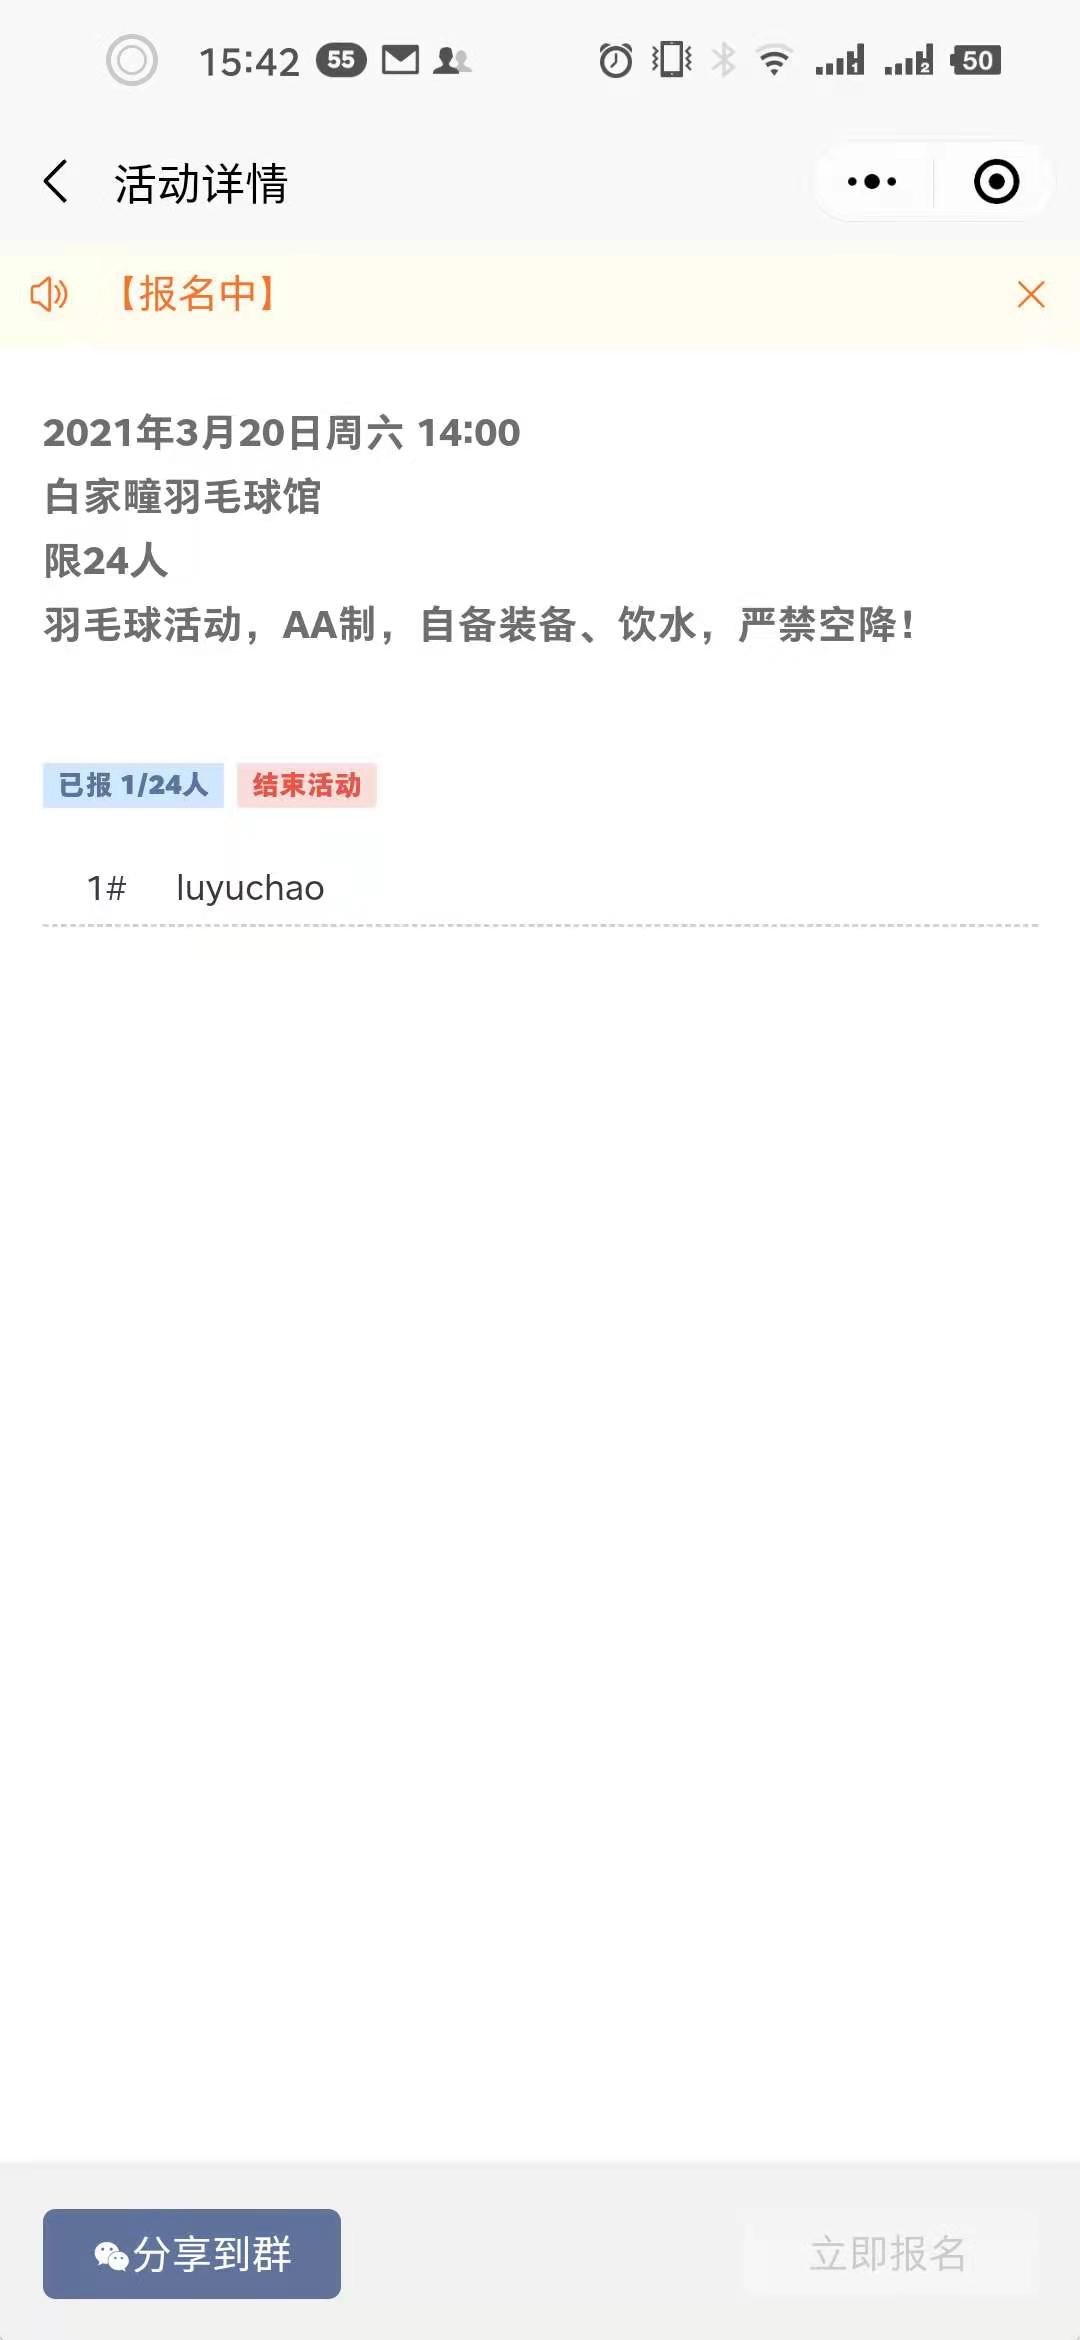 15:42 55 1 2 50
活动详情
【报名中】
2021年3月20日周六 14:00
白家疃羽毛球馆
限24人
羽毛球活动，AA制，自备装备、饮水，严禁空降！
已报 1/24人 结束活动
1# luyuchao
分享到群 立即报名